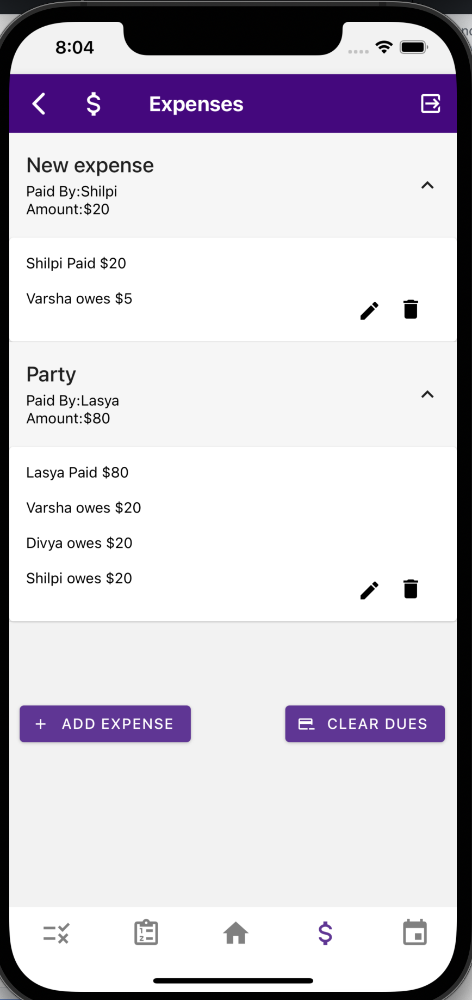 8:04
$ Expenses
New expense
Paid By:Shilpi
Amount:$20
Shilpi Paid $20
Varsha owes $5
Party
Paid By:Lasya
Amount:$80
Lasya Paid $80
Varsha owes $20
Divya owes $20
Shilpi owes $20
+ ADD EXPENSE
CLEAR DUES
1
2
$